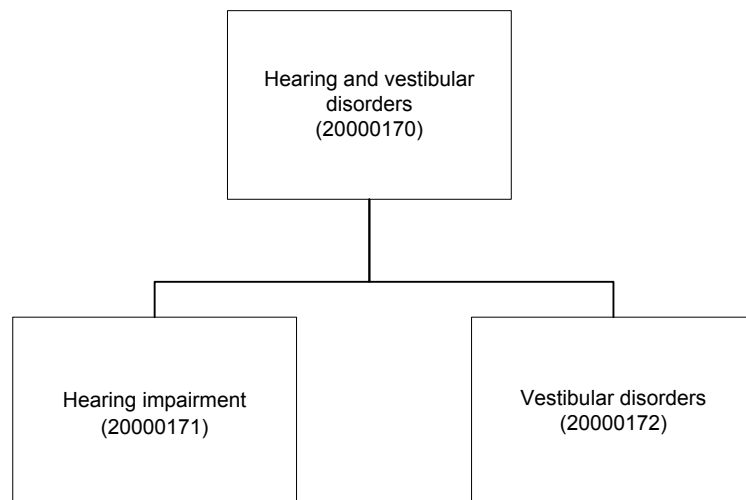 Hearing and vestibular
disorders
(20000170)
Hearing impairment
(20000171)
Vestibular disorders
(20000172)